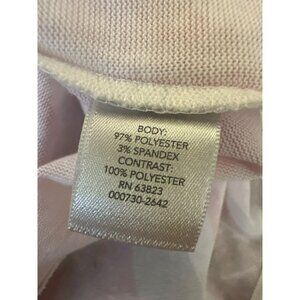 BODY:
97% POLYESTER
3% SPANDEX
CONTRAST:
100% POLYESTER
RN 63823
000730-2642